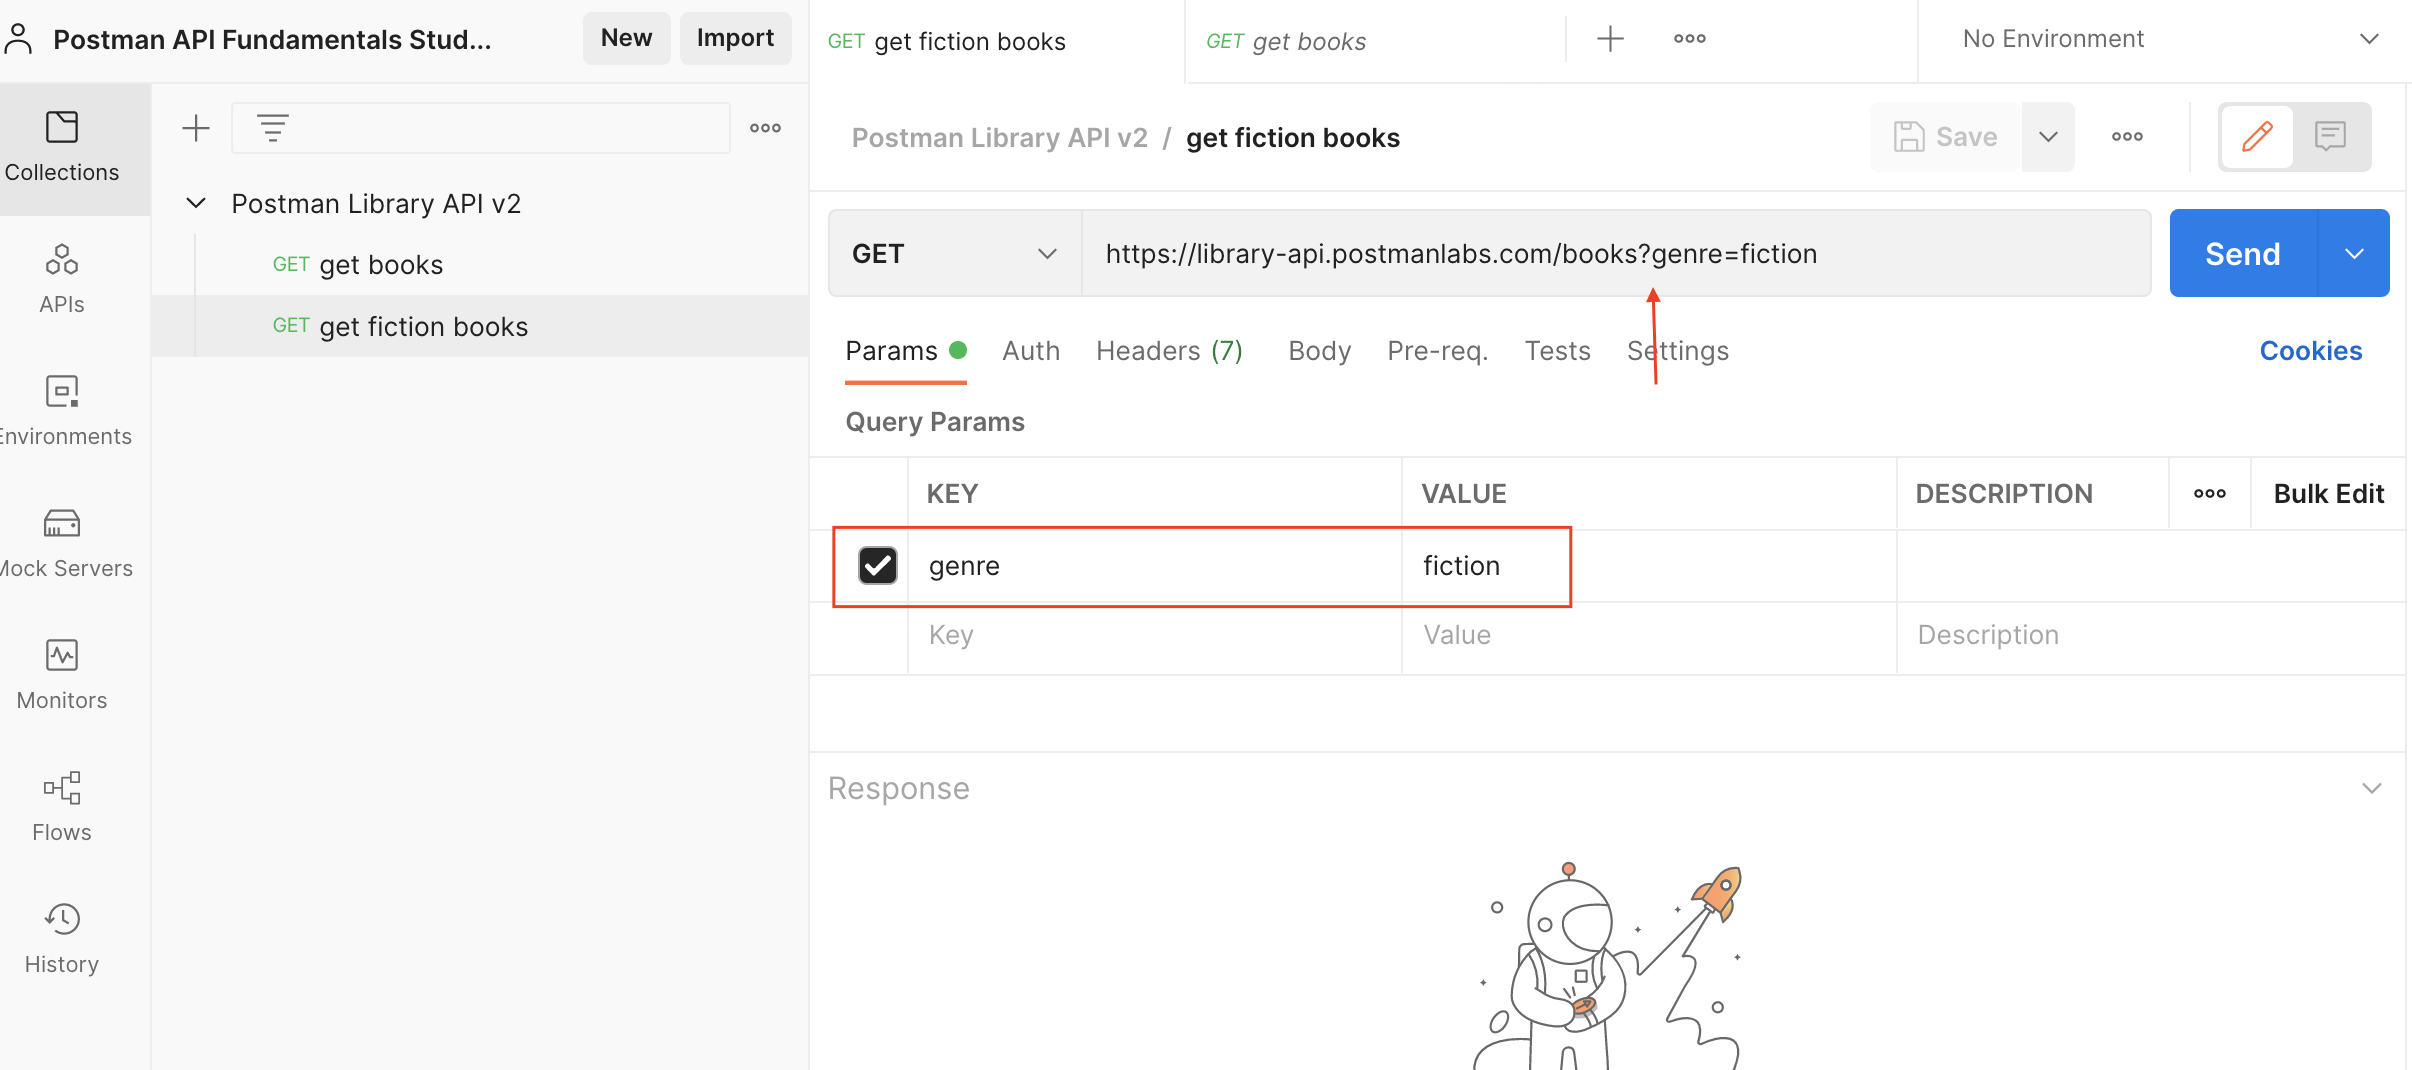 Postman API Fundamentals Stud...
New
Import
GET get fiction books
GET get books
No Environment
Collections
APIs
Environments
Mock Servers
Monitors
Flows
History
Postman Library API v2
GET get books
GET get fiction books
Postman Library API v2 / get fiction books
Save
GET
https://library-api.postmanlabs.com/books?genre=fiction
Send
Params
Auth
Headers (7)
Body
Pre-req.
Tests
Settings
Cookies
Query Params
KEY
VALUE
DESCRIPTION
Bulk Edit
genre
fiction
Key
Value
Description
Response